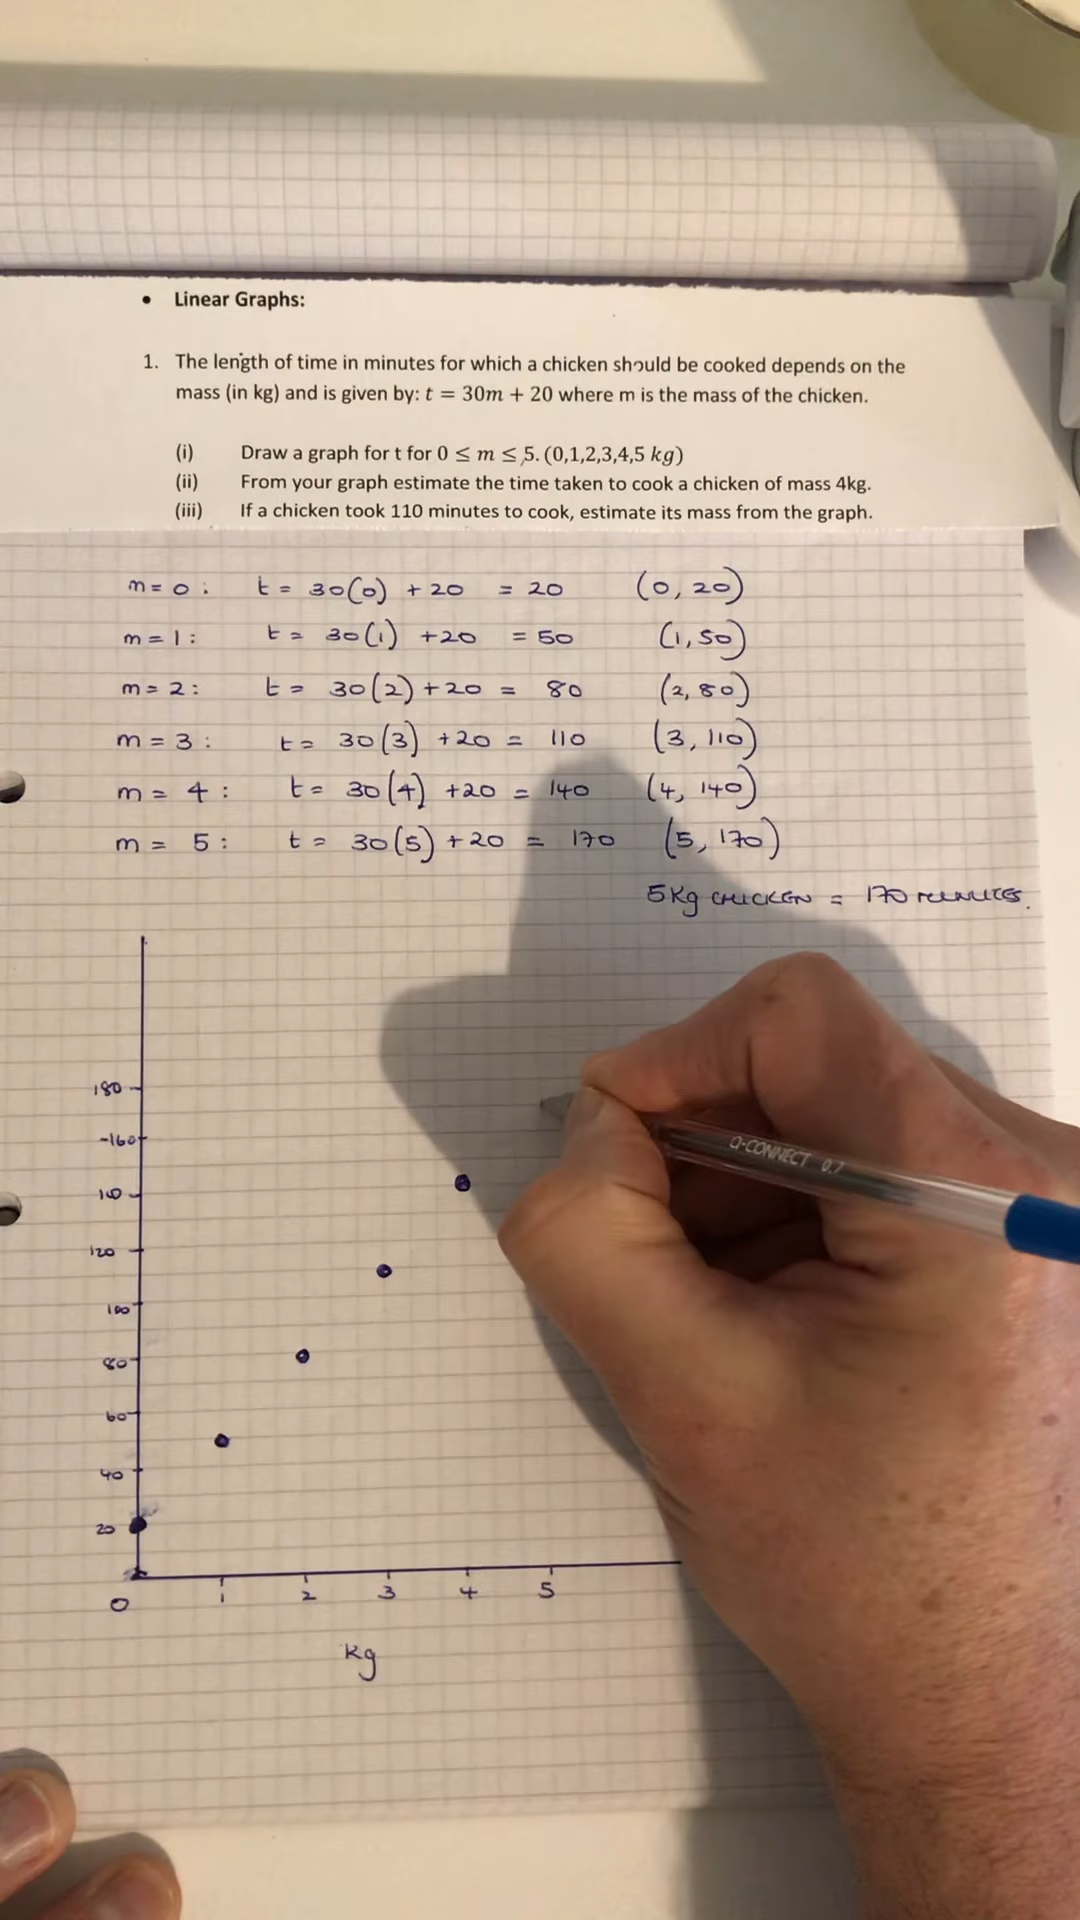 • Linear Graphs:
1. The length of time in minutes for which a chicken should be cooked depends on the
mass (in kg) and is given by: t = 30m + 20 where m is the mass of the chicken.
(i) Draw a graph for t for 0 ≤ m ≤ 5. (0,1,2,3,4,5 kg)
(ii) From your graph estimate the time taken to cook a chicken of mass 4kg.
(iii) If a chicken took 110 minutes to cook, estimate its mass from the graph.
m = 0 : t = 30(0) + 20 = 20 (0, 20)
m = 1 : t = 30(1) +20 = 50 (1, 50)
m = 2 : t = 30(2) + 20 = 80 (2, 80)
m = 3 : t = 30(3) +20 = 110 (3, 110)
m = 4 : t = 30(4) +20 = 140 (4, 140)
m = 5 : t = 30(5) + 20 = 170 (5, 170)
5Kg CHICKEN = 170 MINUTES.
180
160
140
120
100
80
60
40
20
0 1 2 3 4 5
kg
Q-CONNECT 0.7